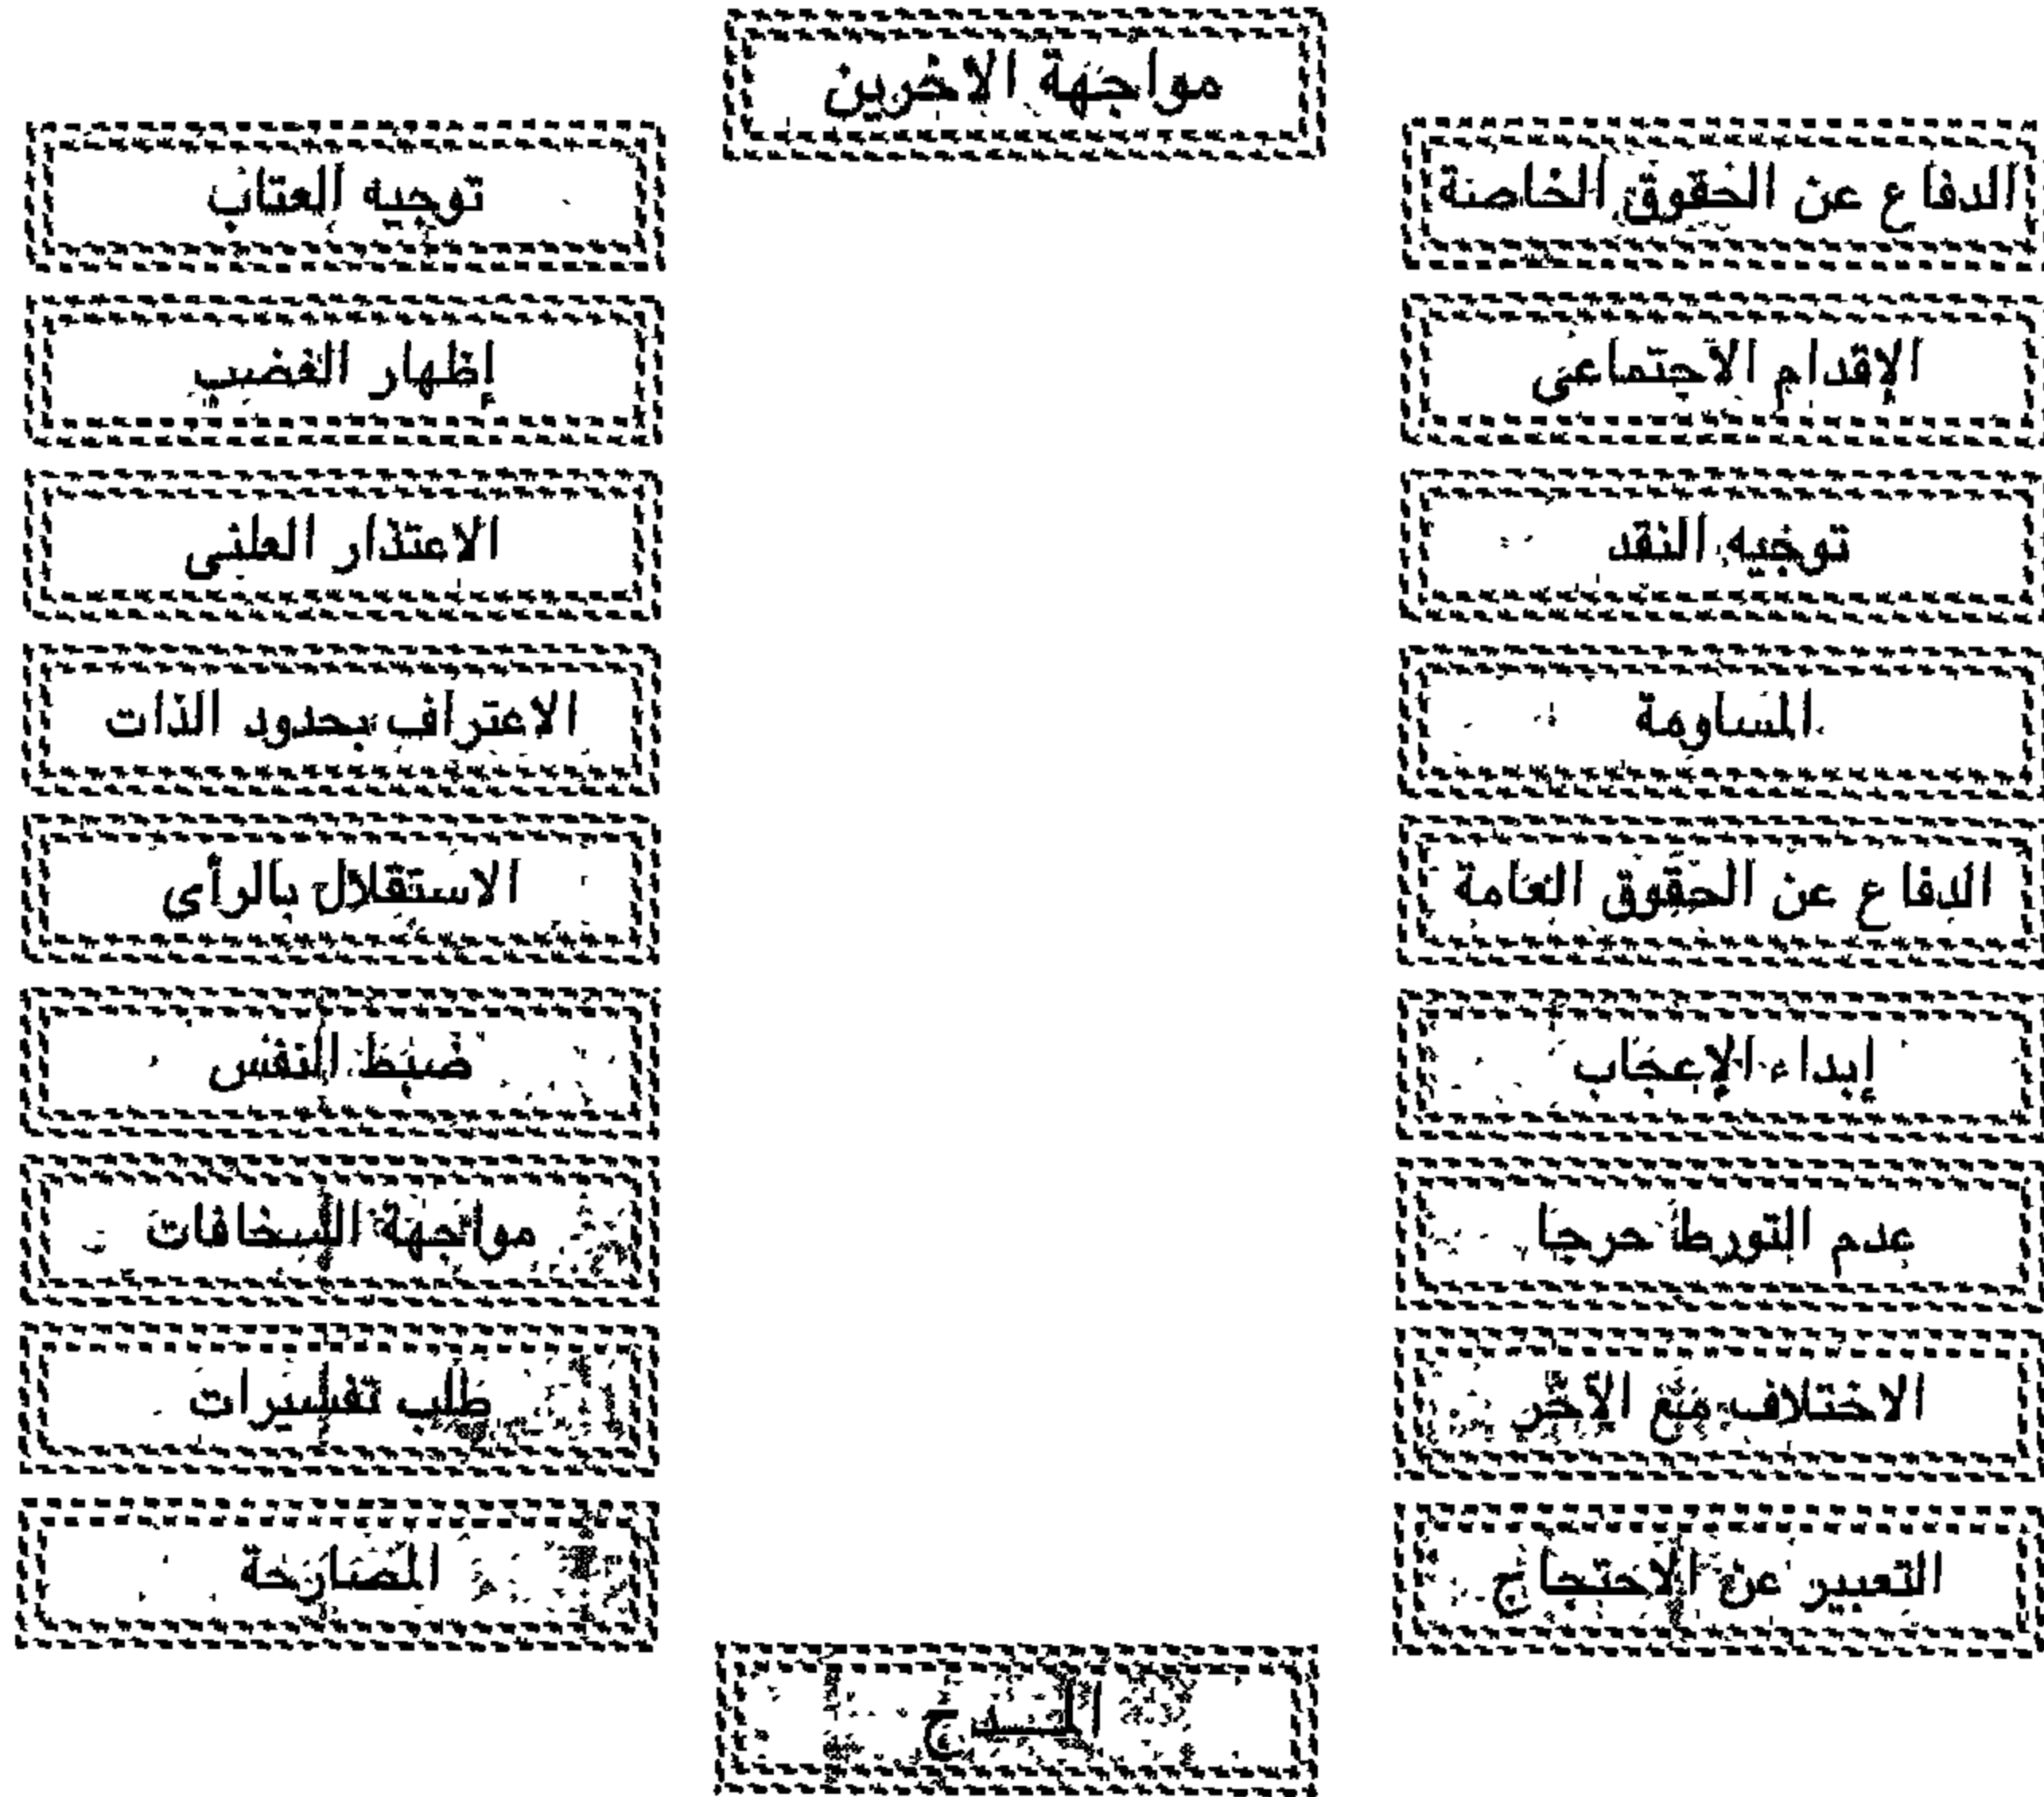 مواجهة الاخرين
الدفاع عن الحقوق الخاصة
الإقدام الاجتماعى
توجيه النقد
المساومة
الدفاع عن الحقوق العامة
إبداء الإعجاب
عدم التورط حرجا
الاختلاف مع الآخر
التعبير عن الاحتجاج
توجيه العتاب
إظهار الغضب
الاعتذار العلنى
الاعتراف بحدود الذات
الاستقلال بالرأى
ضبط النفس
مواجهة السخافات
طلب تفسيرات
المصارحة
المدح